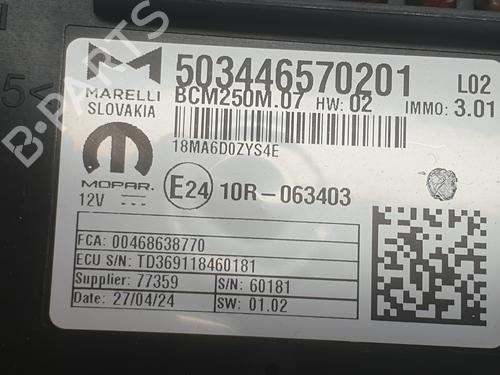 MARELLI
SLOVAKIA
503446570201 L02
BCM250M.07 HW: 02 IMMO: 3.01
18MA6D0ZYS4E
MOPAR.
12V
E24 10R-063403
FCA: 00468638770
ECU S/N: TD369118460181
Supplier: 77359 S/N: 60181
Date: 27/04/24 SW: 01.02
B-PARTS